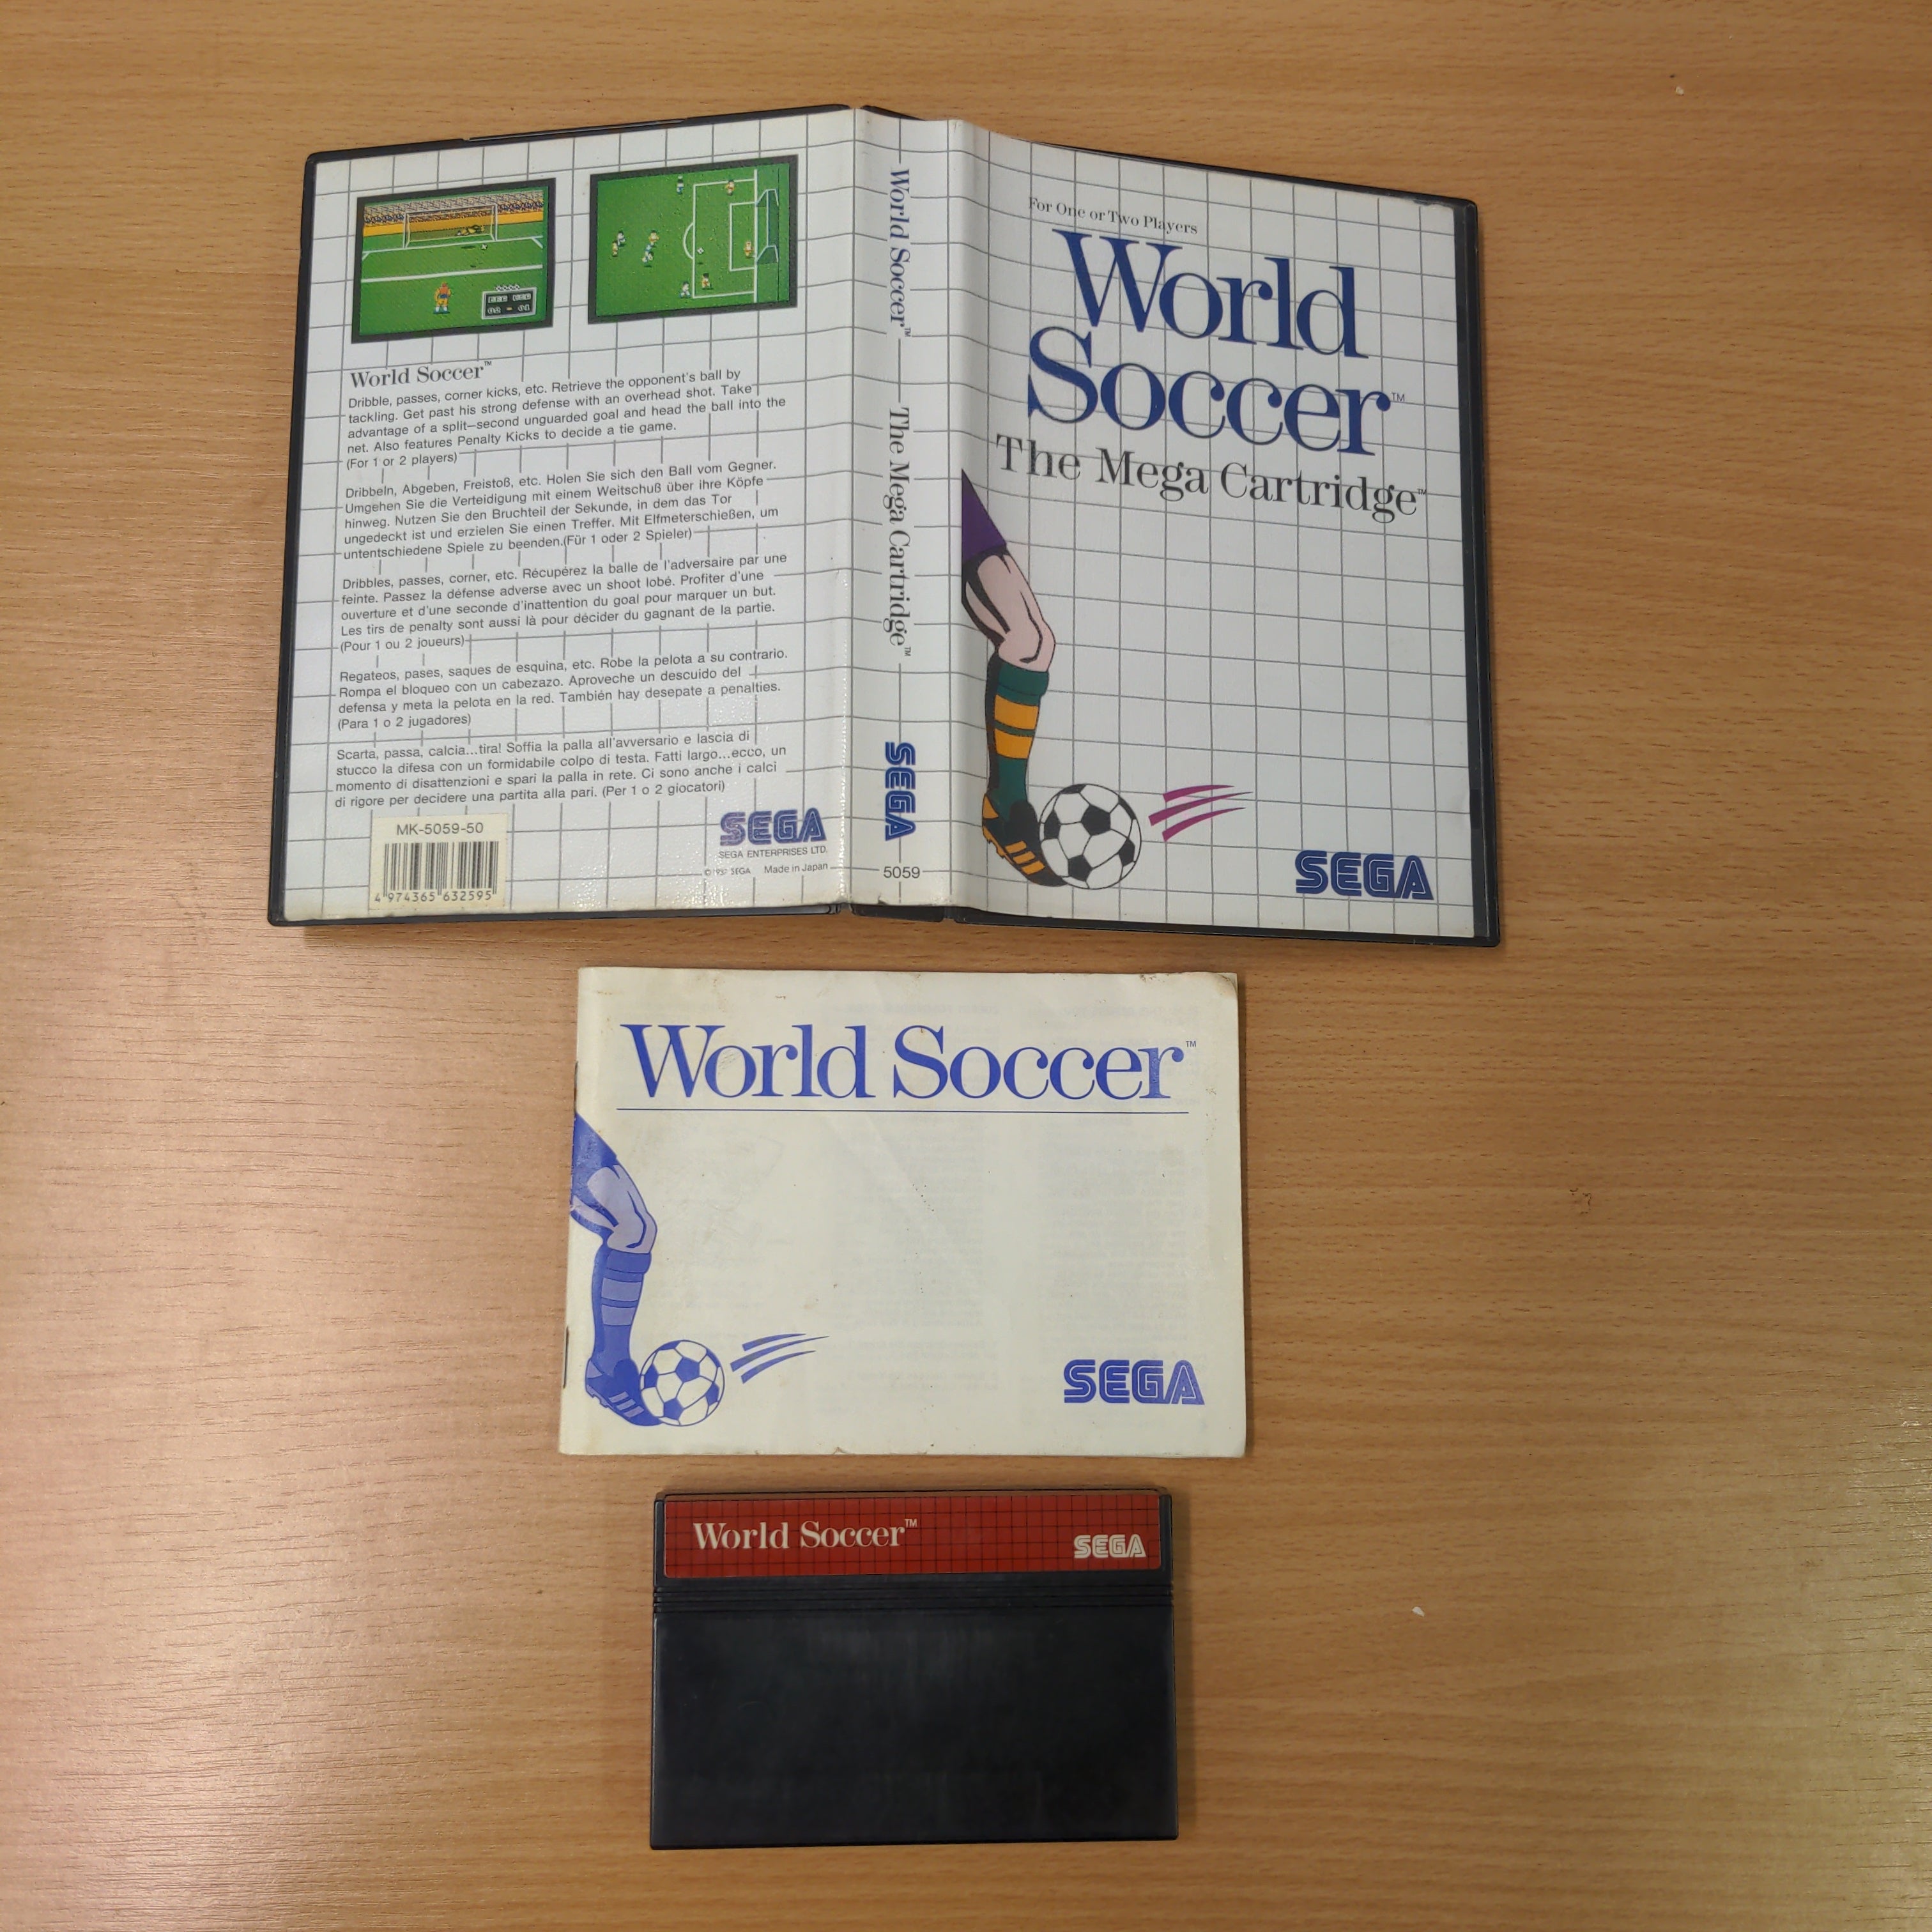 World Soccer™
Dribble, passes, corner kicks, etc. Retrieve the opponent's ball by
tackling. Get past his strong defense with an overhead shot. Take
advantage of a split-second unguarded goal and head the ball into the
net. Also features Penalty Kicks to decide a tie game.
(For 1 or 2 players)
Dribbeln, Abgeben, Freistoß, etc. Holen Sie sich den Ball vom Gegner.
Umgehen Sie die Verteidigung mit einem Weitschuß über ihre Köpfe
hinweg. Nutzen Sie den Bruchteil der Sekunde, in dem das Tor
ungedeckt ist und erzielen Sie einen Treffer. Mit Elfmeterschießen, um
untentschiedene Spiele zu beenden.(Für 1 oder 2 Spieler)
Dribbles, passes, corner, etc. Récupérez la balle de l'adversaire par une
feinte. Passez la défense adverse avec un shoot lobé. Profiter d'une
ouverture et d'une seconde d'inattention du goal pour marquer un but.
Les tirs de penalty sont aussi là pour décider du gagnant de la partie.
(Pour 1 ou 2 joueurs)
Regateos, pases, saques de esquina, etc. Robe la pelota a su contrario.
Rompa el bloqueo con un cabezazo. Aproveche un descuido del
defensa y meta la pelota en la red. También hay desepate a penalties.
(Para 1 o 2 jugadores)
Scarta, passa, calcia...tira! Soffia la palla all'avversario e lascia di
stucco la difesa con un formidabile colpo di testa. Fatti largo...ecco, un
momento di disattenzioni e spari la palla in rete. Ci sono anche i calci
di rigore per decidere una partita alla pari. (Per 1 o 2 giocatori)
MK-5059-50
4 974365 632595
SEGA
SEGA ENTERPRISES LTD.
SEGA Made in Japan
World Soccer™
The Mega Cartridge™
SEGA
5059
For One or Two Players
World
Soccer™
The Mega Cartridge™
SEGA
World Soccer™
SEGA
World Soccer™
SEGA